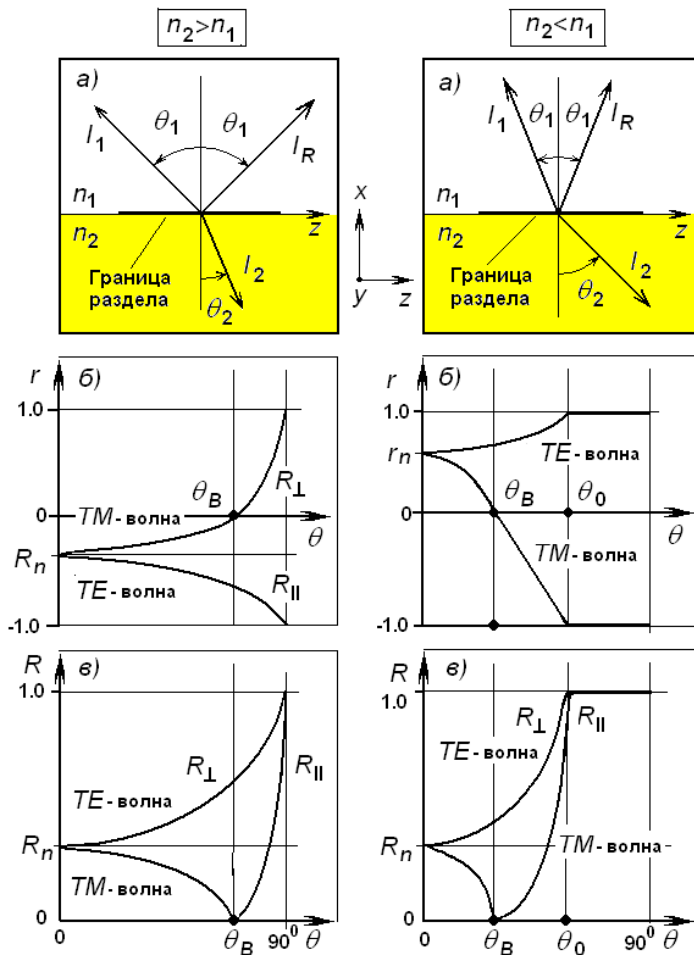 n2>n1
n2<n1
а)
θ1 θ1
I1
IR
n1
n2
z
Граница
раздела
I2
θ2
x
y z
а)
θ1 θ1
I1
IR
n1
n2
z
Граница
раздела
I2
θ2
r б)
1.0
R⊥
θB
TM-волна
0
θ
Rn
TE-волна
R||
-1.0
r б)
1.0
rn
TE-волна
θB θ0
0
θ
TM-волна
-1.0
R в)
1.0
R⊥
R||
TE-волна
Rn
TM-волна
0
0 θB 90⁰ θ
R в)
1.0
R⊥ R||
TE-волна
Rn
TM-волна
0
0 θB θ0 90⁰ θ